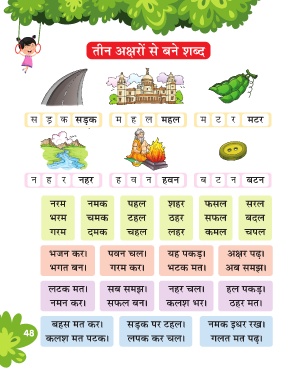 तीन अक्षरों से बने शब्द
स ड़ क सड़क म ह ल महल म ट र मटर
न ह र नहर ह व न हवन ब ट न बटन
नरम नमक पहल शहर फसल सरल
भरम चमक टहल ठहर सफल बदल
गरम दमक चहल लहर कमल चपल
भजन कर। पवन चल। यह पकड़। अक्षर पढ़।
भगत बन। गरम कर। भटक मत। अब समझ।
लटक मत। सब समझ। नहर चल। हल पकड़।
नमन कर। सफल बन। कलश भर। ठहर मत।
बहस मत कर। सड़क पर टहल। नमक इधर रख।
कलश मत पटक। लपक कर चल। गलत मत पढ़।
48